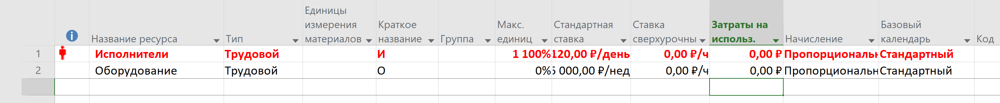 Название ресурса Тип Единицы измерения материалов Краткое название Группа Макс. единиц Стандартная ставка Ставка сверхурочны Затраты на использ. Начисление Базовый календарь Код
1 Исполнители Трудовой И 1 100% 120,00 ₽/день 0,00 ₽/ч 0,00 ₽ Пропорциональн Стандартный
2 Оборудование Трудовой О 0% 5 000,00 ₽/нед 0,00 ₽/ч 0,00 ₽ Пропорциональн Стандартный